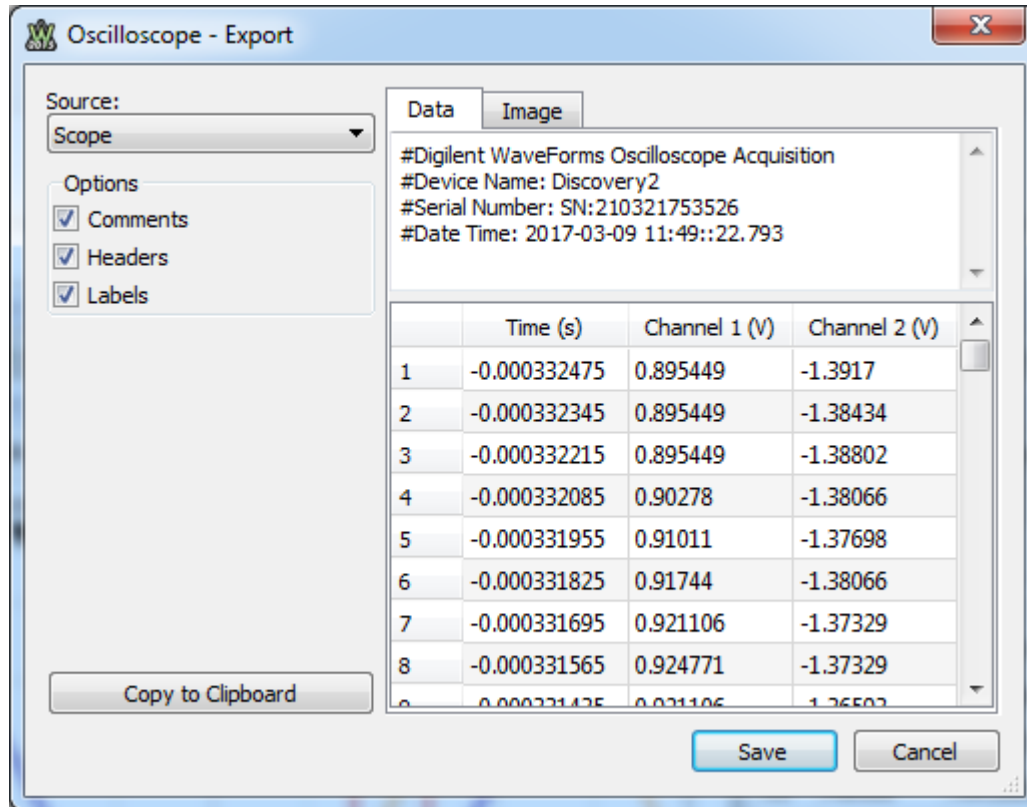 Oscilloscope - Export
Source:
Scope
Options
Comments
Headers
Labels
Copy to Clipboard
Data Image
#Digilent WaveForms Oscilloscope Acquisition
#Device Name: Discovery2
#Serial Number: SN:210321753526
#Date Time: 2017-03-09 11:49::22.793
Time (s) Channel 1 (V) Channel 2 (V)
1 -0.000332475 0.895449 -1.3917
2 -0.000332345 0.895449 -1.38434
3 -0.000332215 0.895449 -1.38802
4 -0.000332085 0.90278 -1.38066
5 -0.000331955 0.91011 -1.37698
6 -0.000331825 0.91744 -1.38066
7 -0.000331695 0.921106 -1.37329
8 -0.000331565 0.924771 -1.37329
Save Cancel